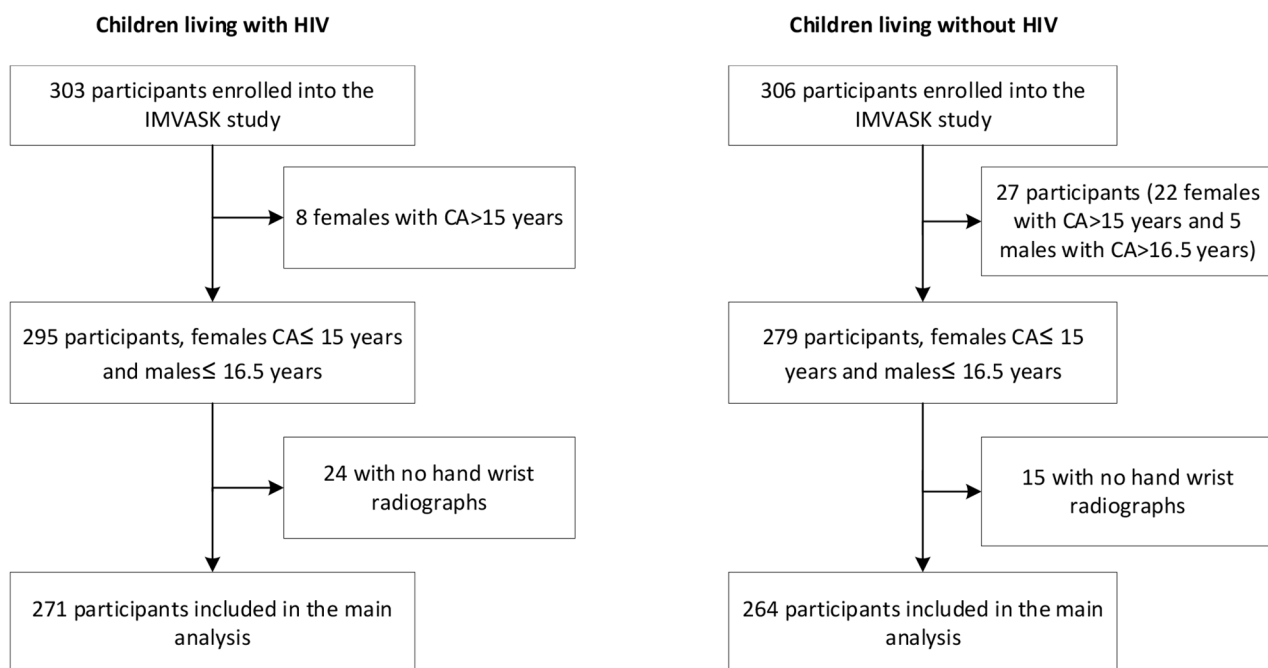 Children living with HIV
303 participants enrolled into the
IMVASK study
8 females with CA>15 years
295 participants, females CA≤ 15 years
and males≤ 16.5 years
24 with no hand wrist
radiographs
271 participants included in the main
analysis
Children living without HIV
306 participants enrolled into the
IMVASK study
27 participants (22 females
with CA>15 years and 5
males with CA>16.5 years)
279 participants, females CA≤ 15
years and males≤ 16.5 years
15 with no hand wrist
radiographs
264 participants included in the main
analysis